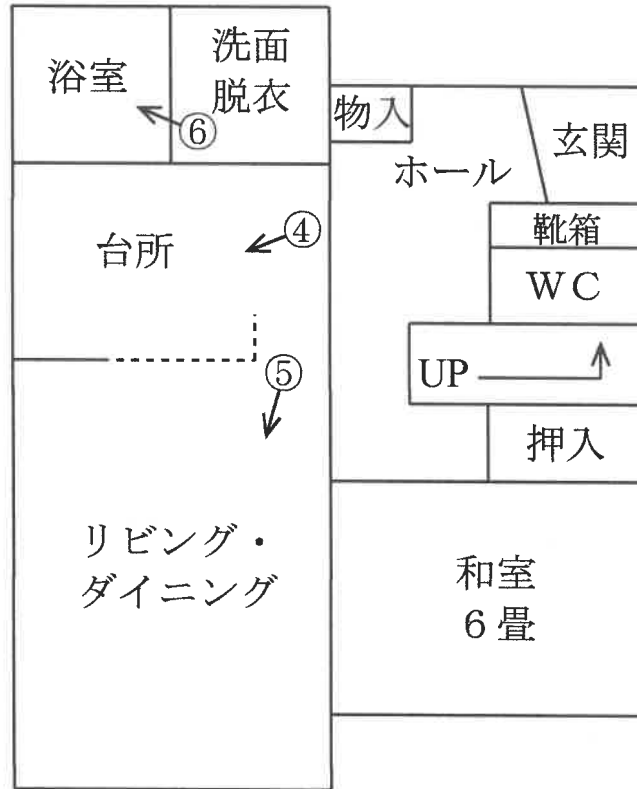 浴室
洗面
脱衣
⑥
物入
ホール
玄関
台所
④
靴箱
WC
⑤
UP
押入
リビング・
ダイニング
和室
6畳